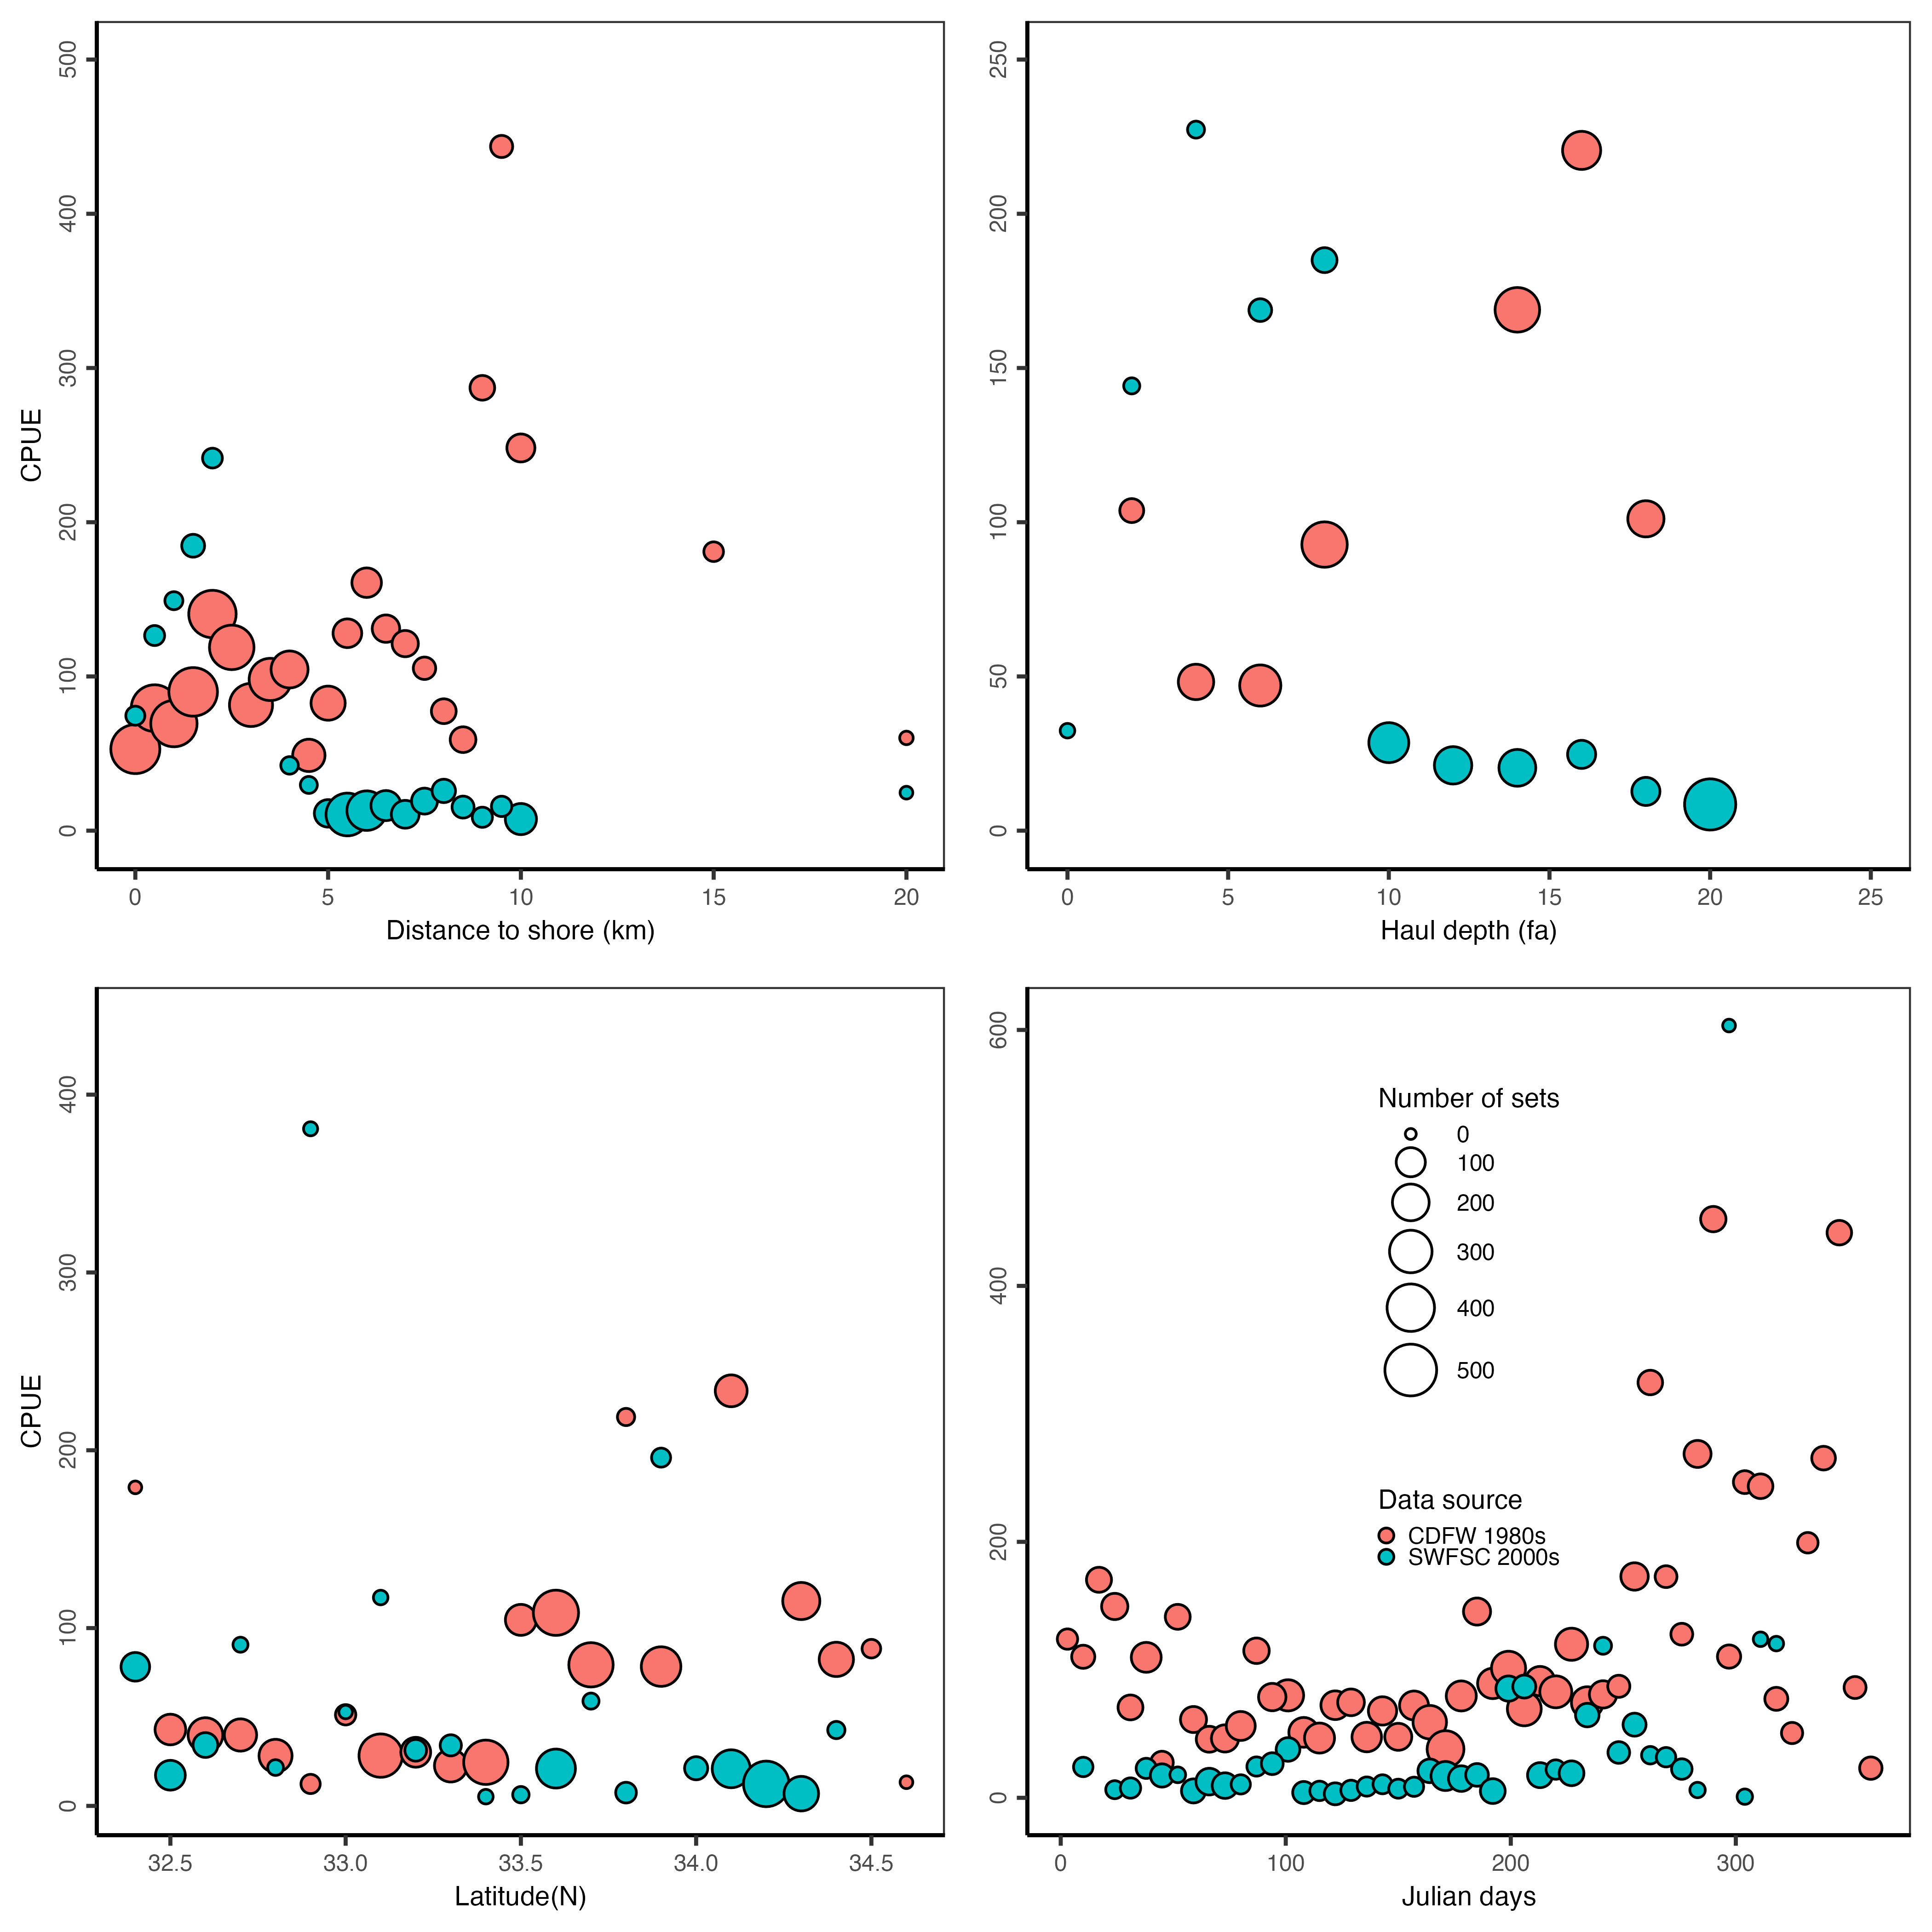 500
400
300
200
100
0
CPUE
0 5 10 15 20
Distance to shore (km)
250
200
150
100
50
0
0 5 10 15 20 25
Haul depth (fa)
400
300
200
100
0
CPUE
32.5 33.0 33.5 34.0 34.5
Latitude(N)
600
400
200
0
Number of sets
0
100
200
300
400
500
Data source
CDFW 1980s
SWFSC 2000s
0 100 200 300
Julian days